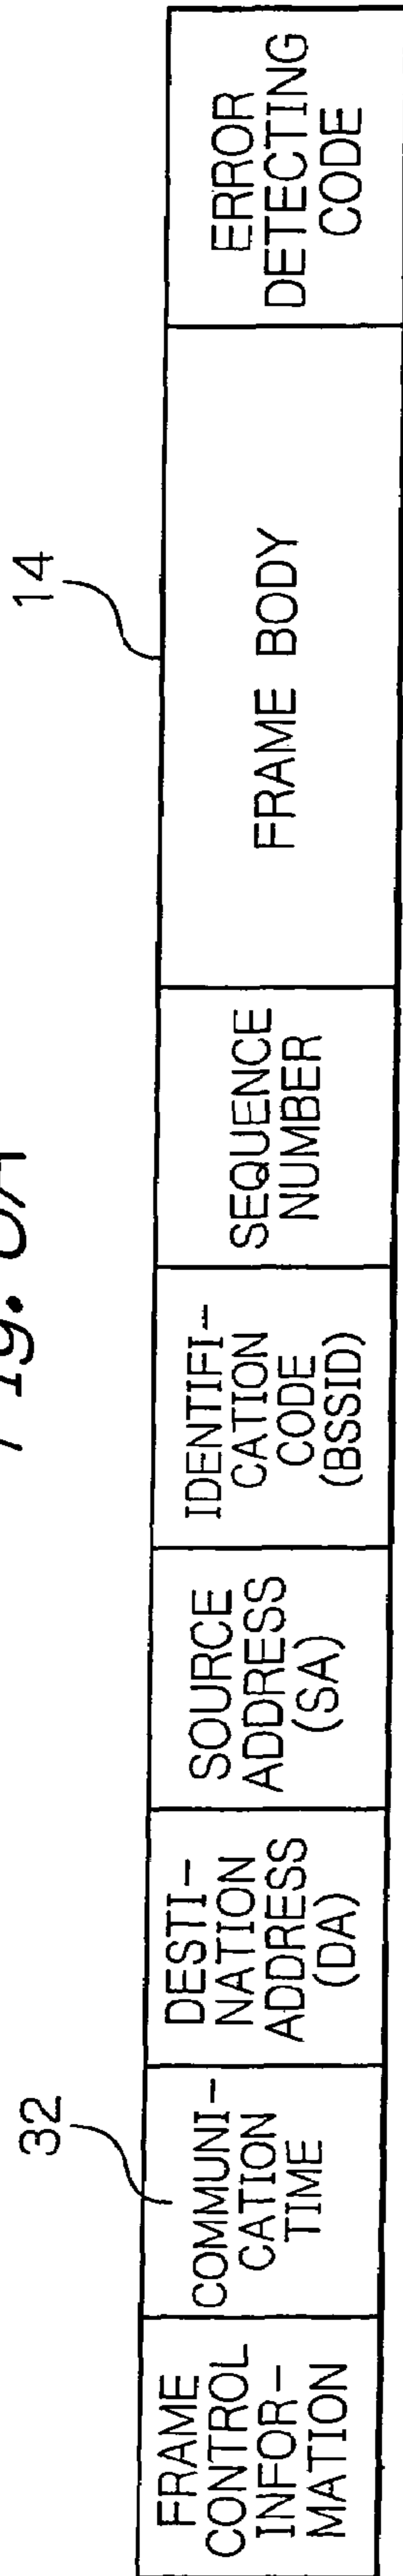 Fig.
32
14
FRAME
CONTROL
INFOR-
MATION
COMMUNI-
CATION
TIME
DESTI-
NATION
ADDRESS
(DA)
SOURCE
ADDRESS
(SA)
IDENTIFI-
CATION
CODE
(BSSID)
SEQUENCE
NUMBER
FRAME BODY
ERROR
DETECTING
CODE